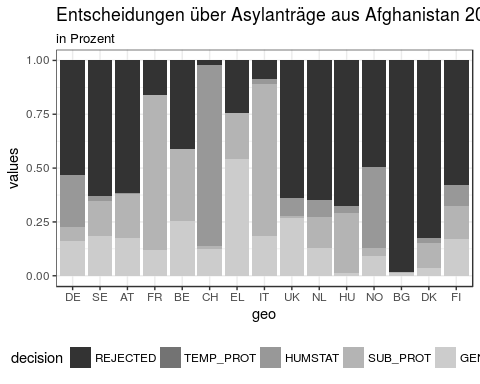 Entscheidungen über Asylanträge aus Afghanistan
in Prozent
1.00
0.75
0.50
0.25
0.00
values
DE SE AT FR BE CH EL IT UK NL HU NO BG DK FI
geo
decision REJECTED TEMP_PROT HUMSTAT SUB_PROT